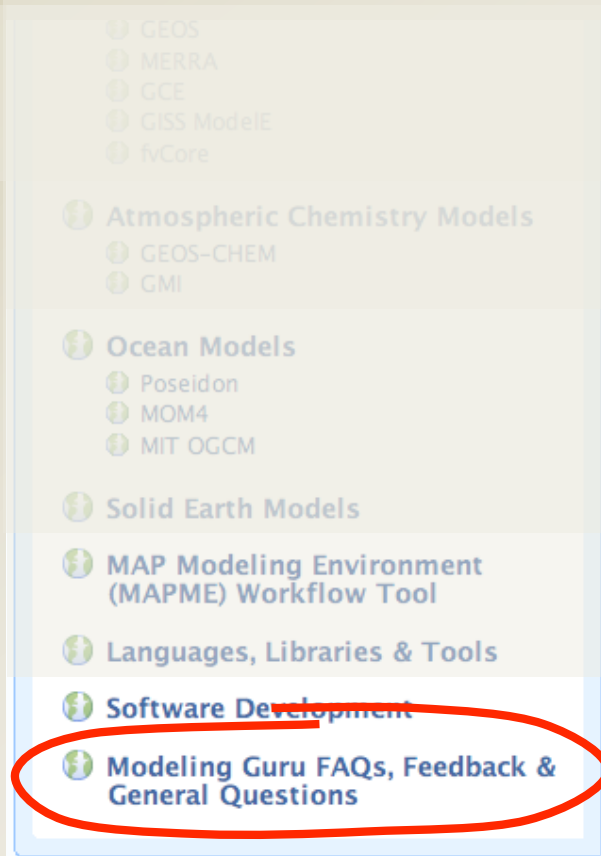 GEOS
MERRA
GCE
GISS ModelE
fvCore
Atmospheric Chemistry Models
GEOS-CHEM
GMI
Ocean Models
Poseidon
MOM4
MIT OGCM
Solid Earth Models
MAP Modeling Environment
(MAPME) Workflow Tool
Languages, Libraries & Tools
Software Development
Modeling Guru FAQs, Feedback &
General Questions